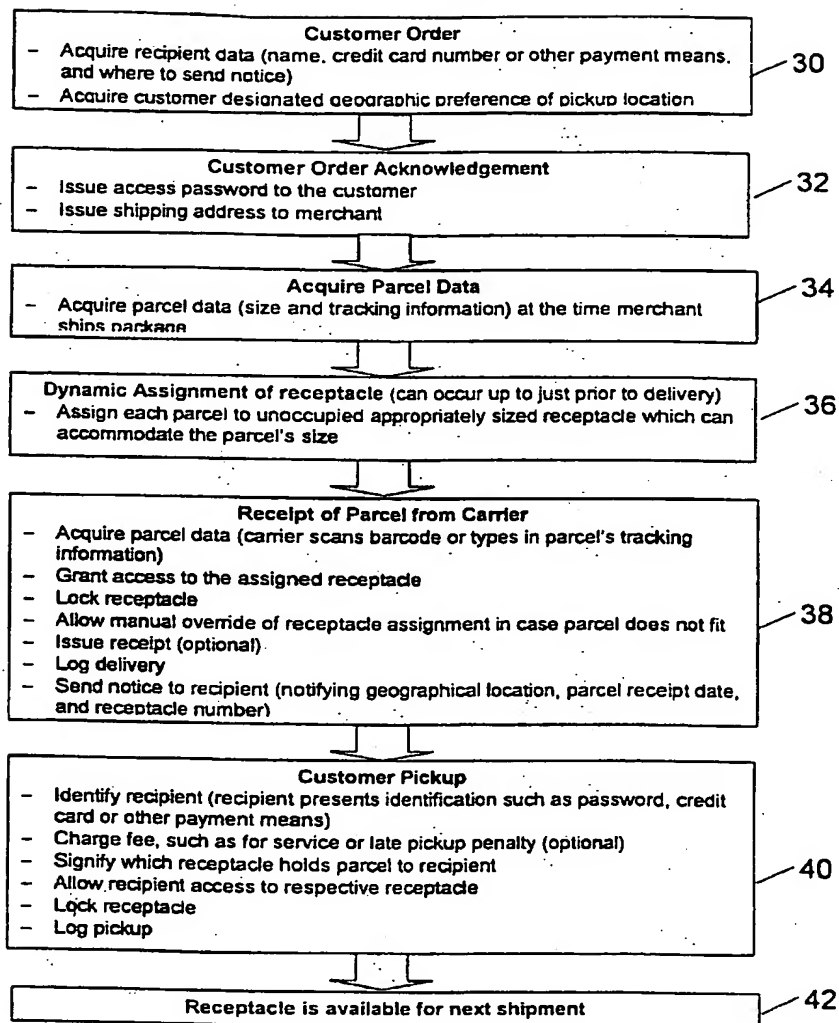 Customer Order
– Acquire recipient data (name, credit card number or other payment means,
and where to send notice)
– Acquire customer designated geographic preference of pickup location
30
Customer Order Acknowledgement
– Issue access password to the customer
– Issue shipping address to merchant
32
Acquire Parcel Data
– Acquire parcel data (size and tracking information) at the time merchant
ships package
34
Dynamic Assignment of receptacle (can occur up to just prior to delivery)
– Assign each parcel to unoccupied appropriately sized receptacle which can
accommodate the parcel's size
36
Receipt of Parcel from Carrier
– Acquire parcel data (carrier scans barcode or types in parcel's tracking
information)
– Grant access to the assigned receptacle
– Lock receptacle
– Allow manual override of receptacle assignment in case parcel does not fit
– Issue receipt (optional)
– Log delivery
– Send notice to recipient (notifying geographical location, parcel receipt date,
and receptacle number)
38
Customer Pickup
– Identify recipient (recipient presents identification such as password, credit
card or other payment means)
– Charge fee, such as for service or late pickup penalty (optional)
– Signify which receptacle holds parcel to recipient
– Allow recipient access to respective receptacle
– Lock receptacle
– Log pickup
40
Receptacle is available for next shipment
42